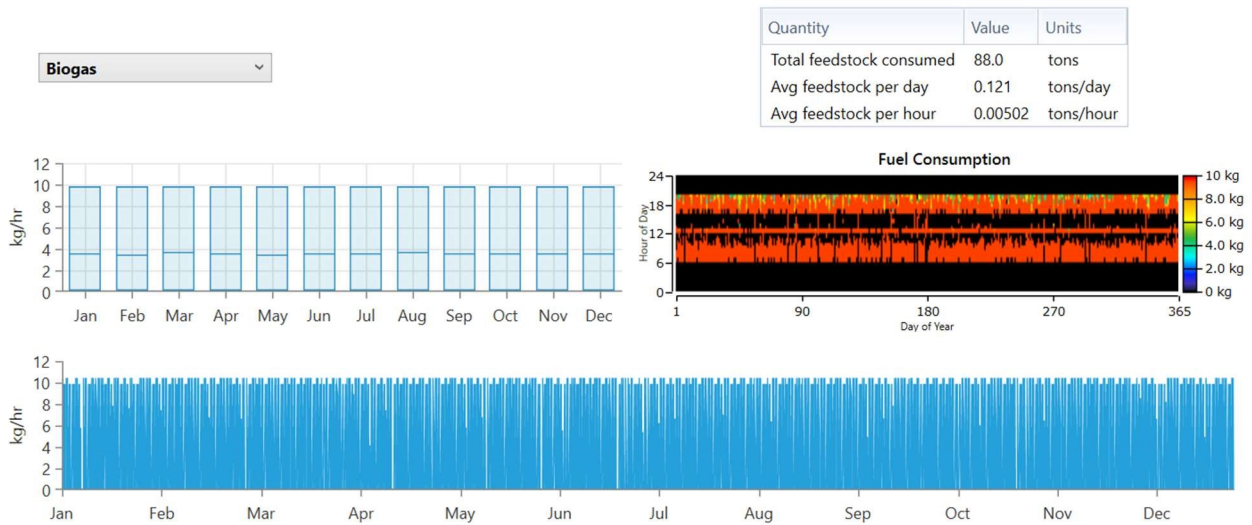 Quantity Value Units
Biogas
Total feedstock consumed 88.0 tons
Avg feedstock per day 0.121 tons/day
Avg feedstock per hour 0.00502 tons/hour
Fuel Consumption
12
10
8
6
4
2
0
kg/hr
Jan Feb Mar Apr May Jun Jul Aug Sep Oct Nov Dec
24
18
12
6
0
Hour of Day
1 90 180 270 365
Day of Year
10 kg
8.0 kg
6.0 kg
4.0 kg
2.0 kg
0 kg
12
10
8
6
4
2
0
kg/hr
Jan Feb Mar Apr May Jun Jul Aug Sep Oct Nov Dec